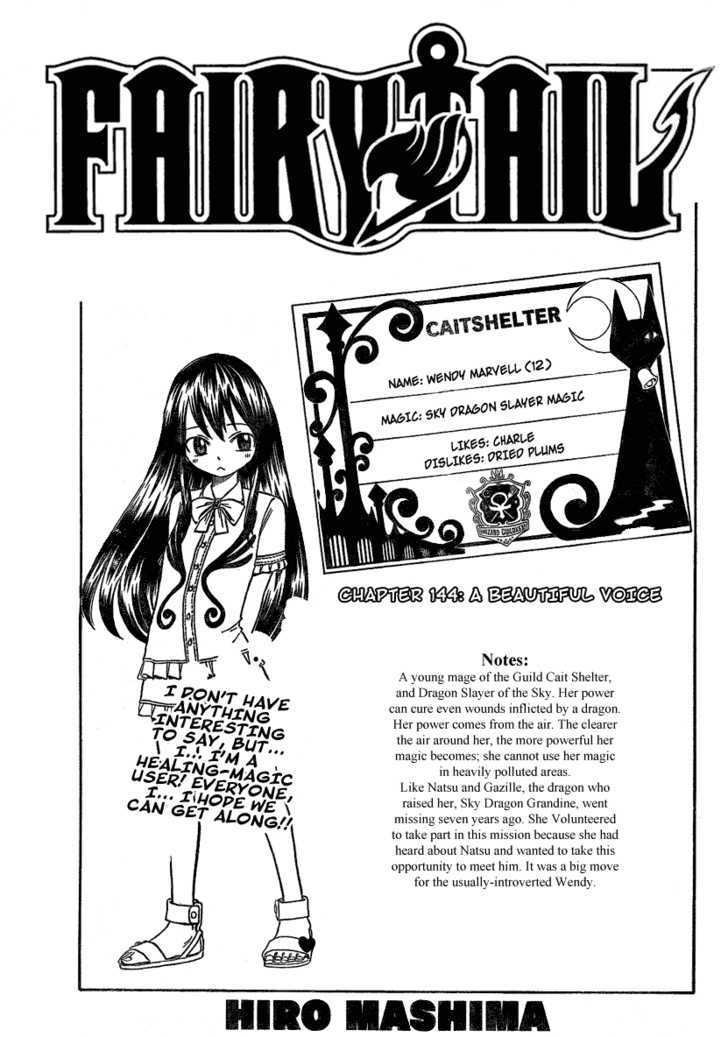 FAIRY TAIL
CAITSHELTER
NAME: WENDY MARVELL (12)
MAGIC: SKY DRAGON SLAYER MAGIC
LIKES: CHARLE
DISLIKES: DRIED PLUMS
CHAPTER 144: A BEAUTIFUL VOICE
I DON'T HAVE
ANYTHING
INTERESTING
TO SAY, BUT...
I... I'M A
HEALING-MAGIC
USER! EVERYONE,
I... I HOPE WE
CAN GET ALONG!!
Notes:
A young mage of the Guild Cait Shelter,
and Dragon Slayer of the Sky. Her power
can cure even wounds inflicted by a dragon.
Her power comes from the air. The clearer
the air around her, the more powerful her
magic becomes; she cannot use her magic
in heavily polluted areas.
Like Natsu and Gazille, the dragon who
raised her, Sky Dragon Grandine, went
missing seven years ago. She Volunteered
to take part in this mission because she had
heard about Natsu and wanted to take this
opportunity to meet him. It was a big move
for the usually-introverted Wendy.
HIRO MASHIMA